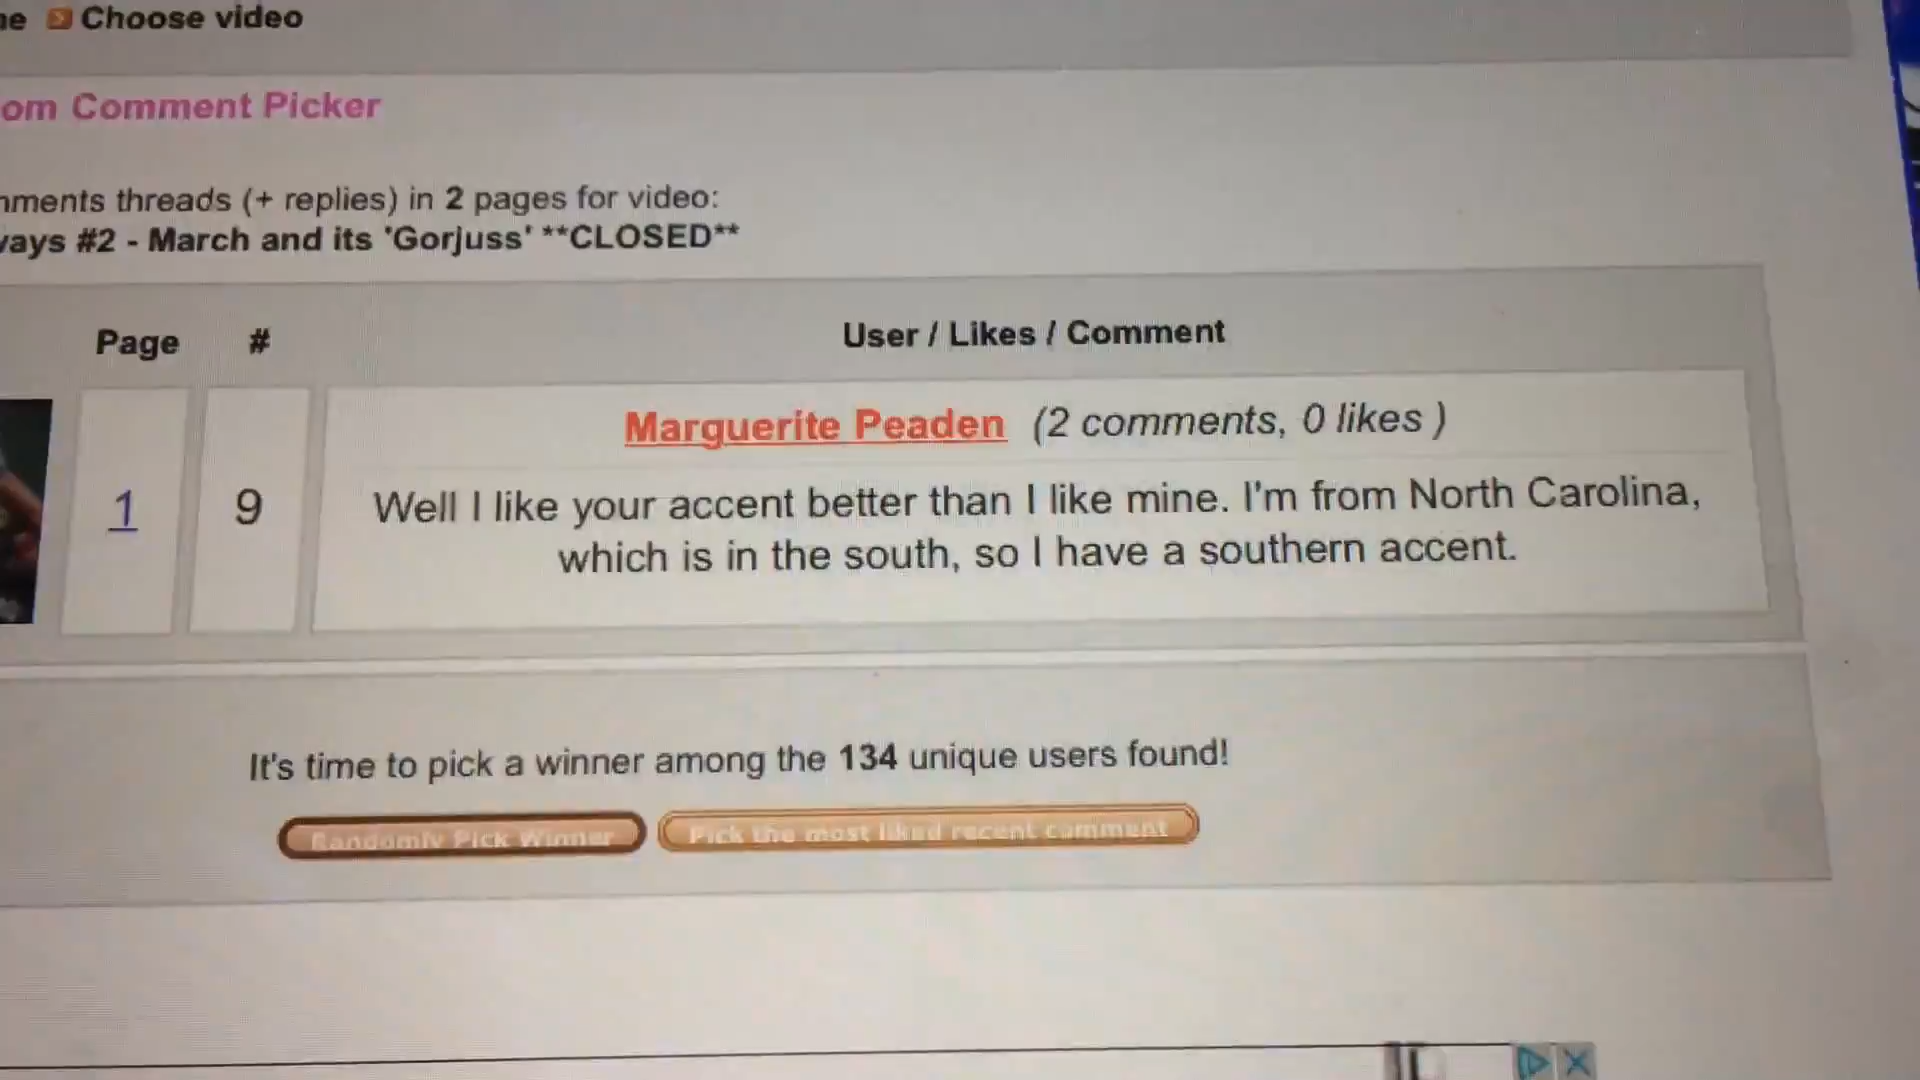 Choose video
om Comment Picker
mments threads (+ replies) in 2 pages for video:
ways #2 - March and its 'Gorjuss' **CLOSED**
Page # User / Likes / Comment
Marguerite Peaden (2 comments, 0 likes )
1 9 Well I like your accent better than I like mine. I'm from North Carolina,
which is in the south, so I have a southern accent.
It's time to pick a winner among the 134 unique users found!
Randomly Pick Winner Pick the most liked recent comment